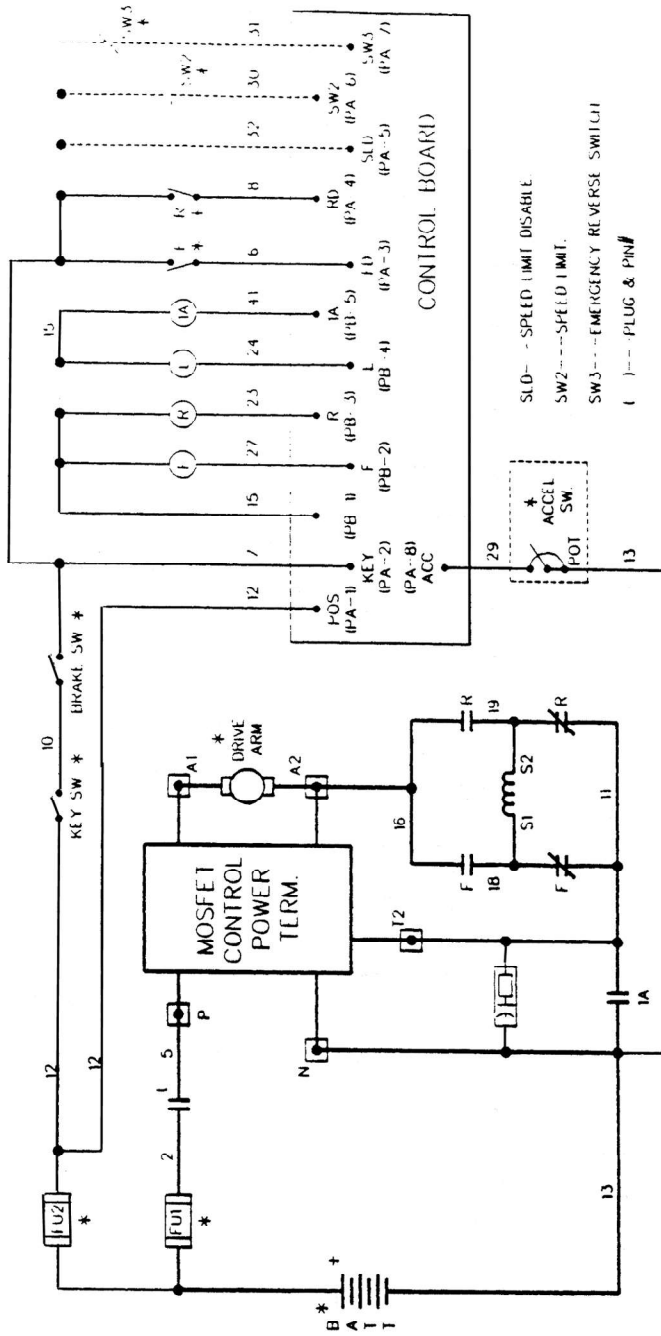 12
12
KEY SW *
10
BRAKE SW *
FU2
*
2
L
5
P
FU1
*
*
BATT
+
13
N
MOSFET
CONTROL
POWER
TERM.
A1
*
DRIVE
ARM
A2
T2
1A
16
F
18
F
S1
S2
R
19
R
11
12
7
15
27
23
24
41
6
8
32
30
31
15
F
R
L
1A
F
*
R
*
SW2
*
SW3
*
POS
(PA-1)
KEY
(PA-2)
(PA-8)
ACC
(PB-1)
F
(PB-2)
R
(PB-3)
L
(PB-4)
1A
(PB-5)
FD
(PA-3)
RD
(PA-4)
SLD
(PA-5)
SW2
(PA-6)
SW3
(PA-7)
CONTROL BOARD
29
*
ACCEL
SW.
POT
13
SLD--- SPEED LIMIT DISABLE
SW2---SPEED LIMIT.
SW3---EMERGENCY REVERSE SWITCH
( )---PLUG & PIN#